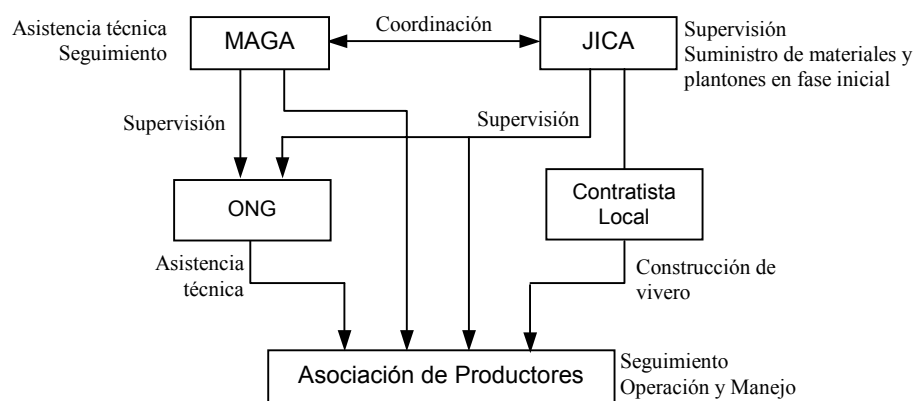 Asistencia técnica
Seguimiento
MAGA
Coordinación
JICA
Supervisión
Suministro de materiales y
plantones en fase inicial
Supervisión
Supervisión
ONG
Contratista
Local
Asistencia
técnica
Construcción de
vivero
Asociación de Productores
Seguimiento
Operación y Manejo